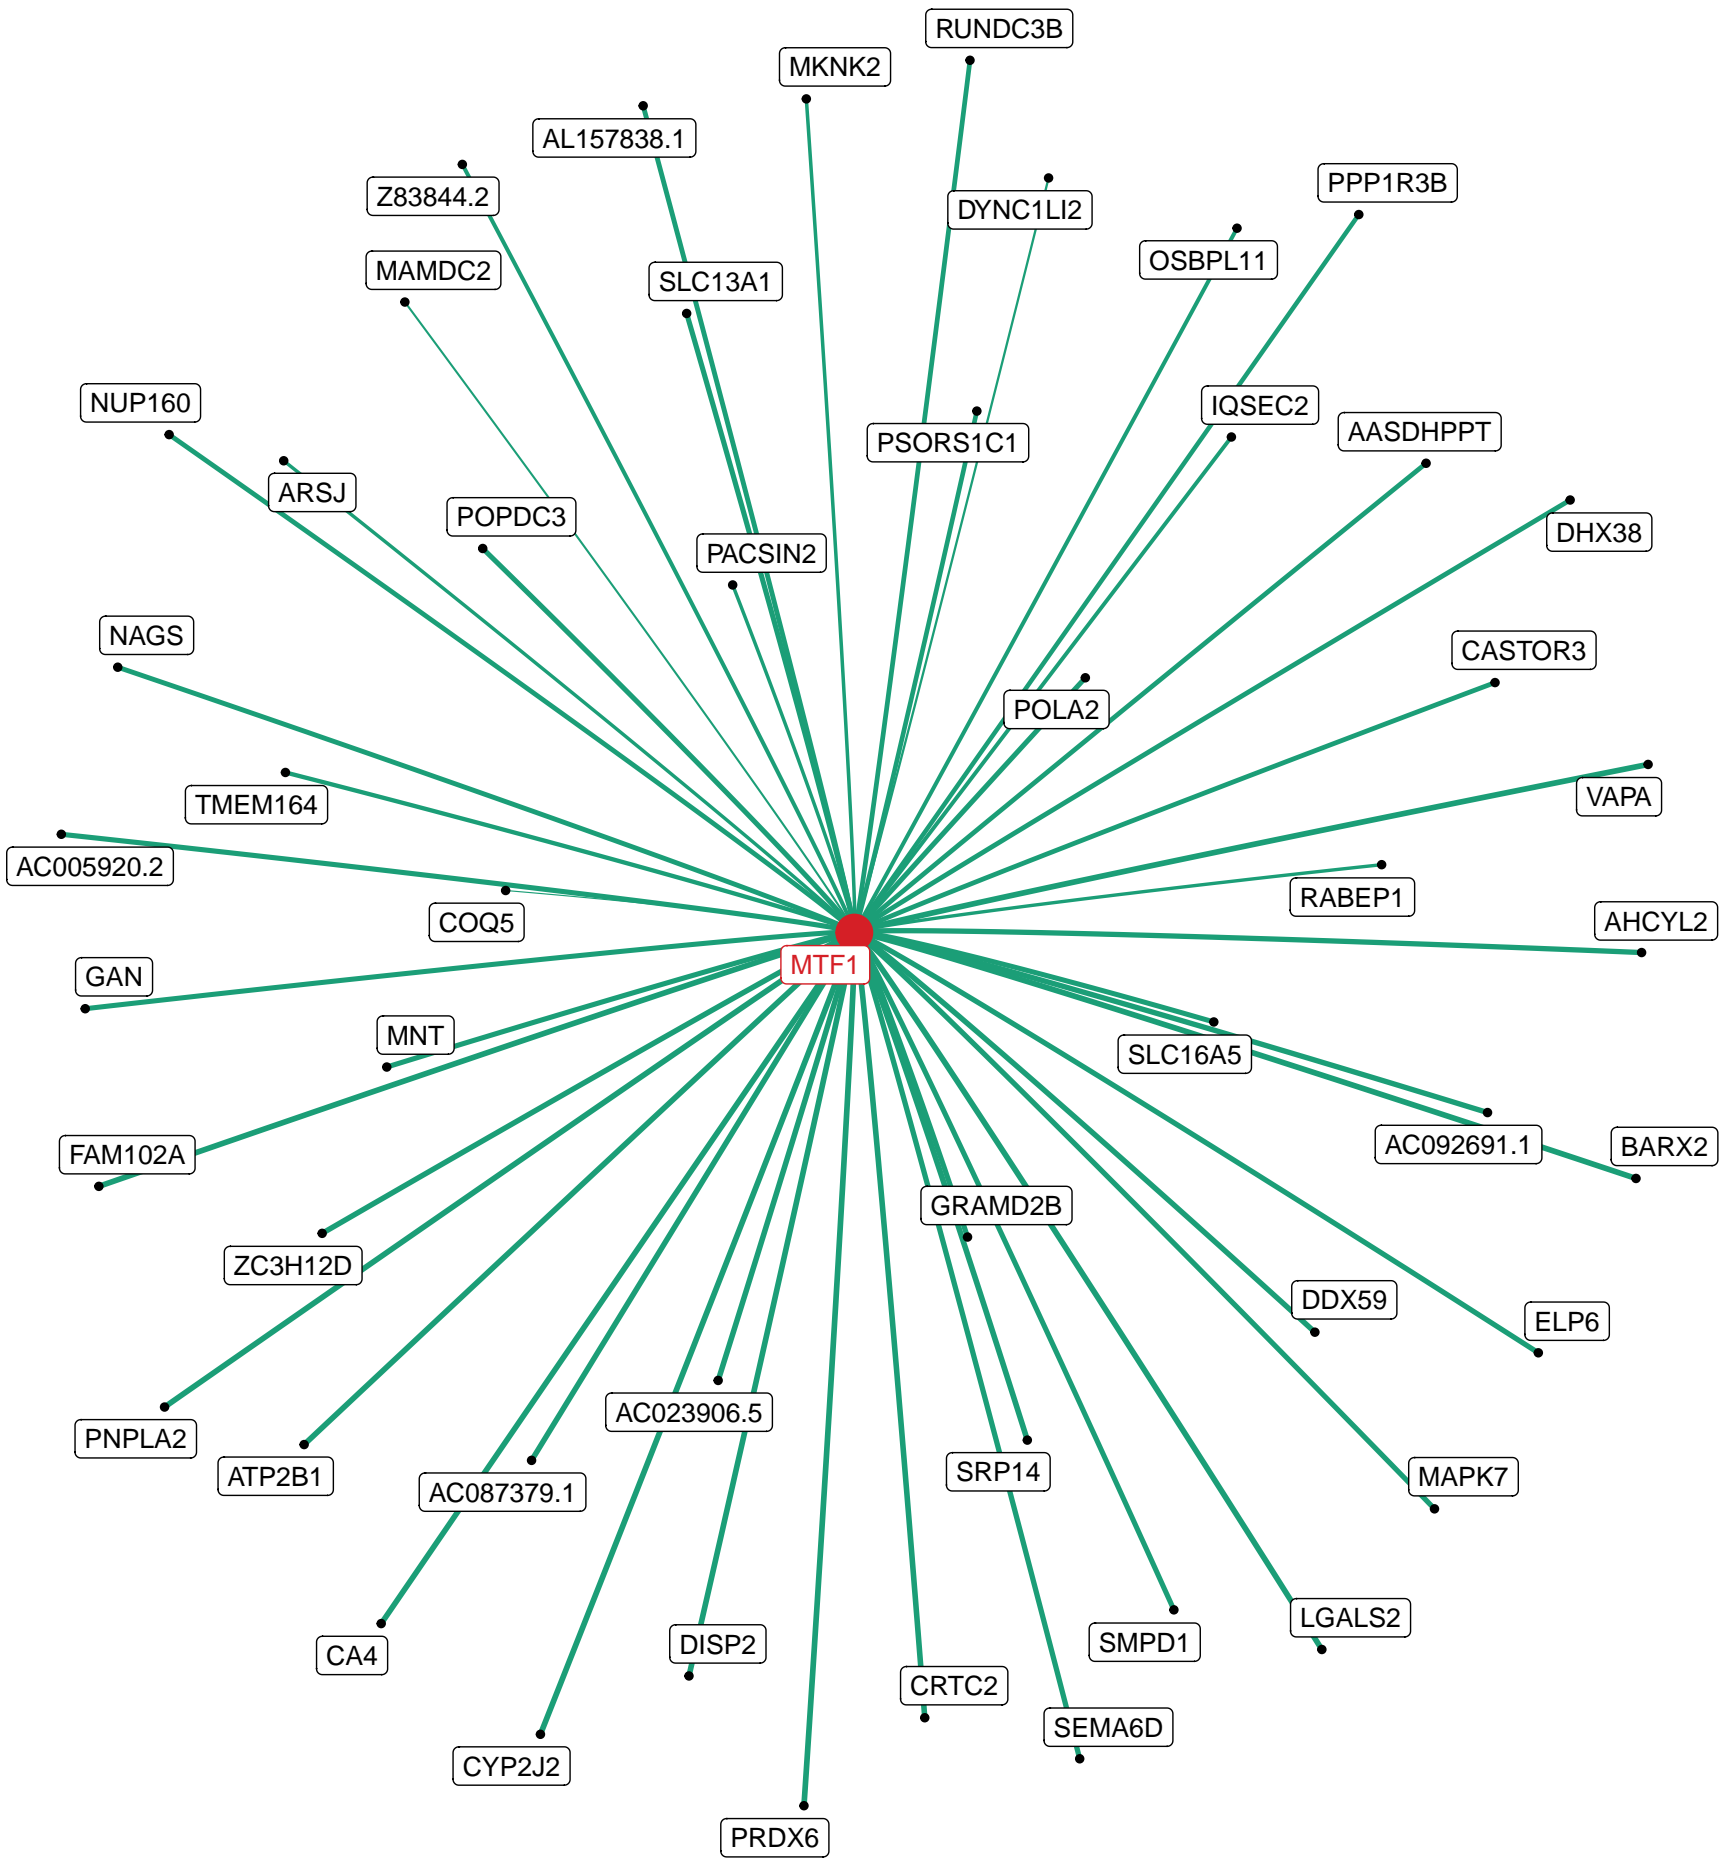 RUNDC3B
MKNK2
AL157838.1
PPP1R3B
Z83844.2
DYNC1LI2
OSBPL11
MAMDC2
SLC13A1
NUP160
IQSEC2
AASDHPPT
PSORS1C1
ARSJ
POPDC3
DHX38
PACSIN2
NAGS
CASTOR3
POLA2
VAPA
TMEM164
AC005920.2
RABEP1
COQ5
AHCYL2
MTF1
GAN
MNT
SLC16A5
AC092691.1
BARX2
FAM102A
GRAMD2B
ZC3H12D
DDX59
ELP6
AC023906.5
PNPLA2
SRP14
ATP2B1
MAPK7
AC087379.1
LGALS2
SMPD1
DISP2
CA4
CRTC2
SEMA6D
CYP2J2
PRDX6